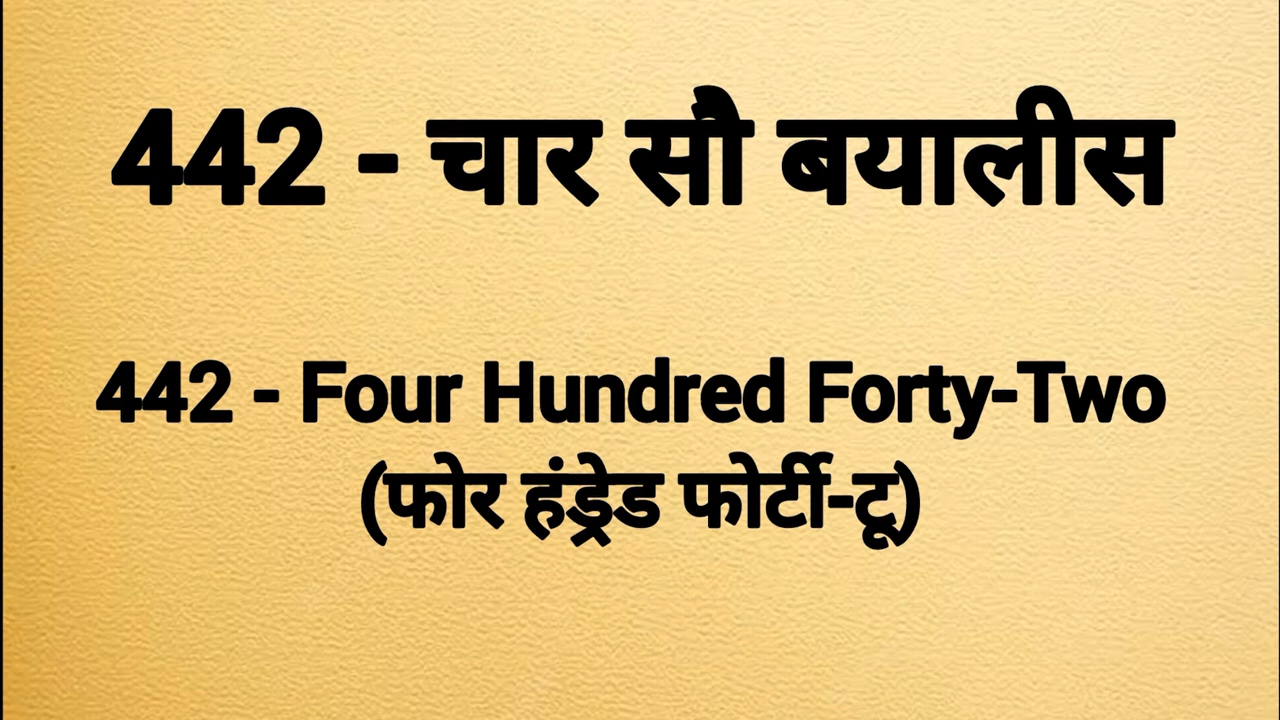 442 - चार सौ बयालीस
442 - Four Hundred Forty-Two
(फोर हंड्रेड फोर्टी-टू)